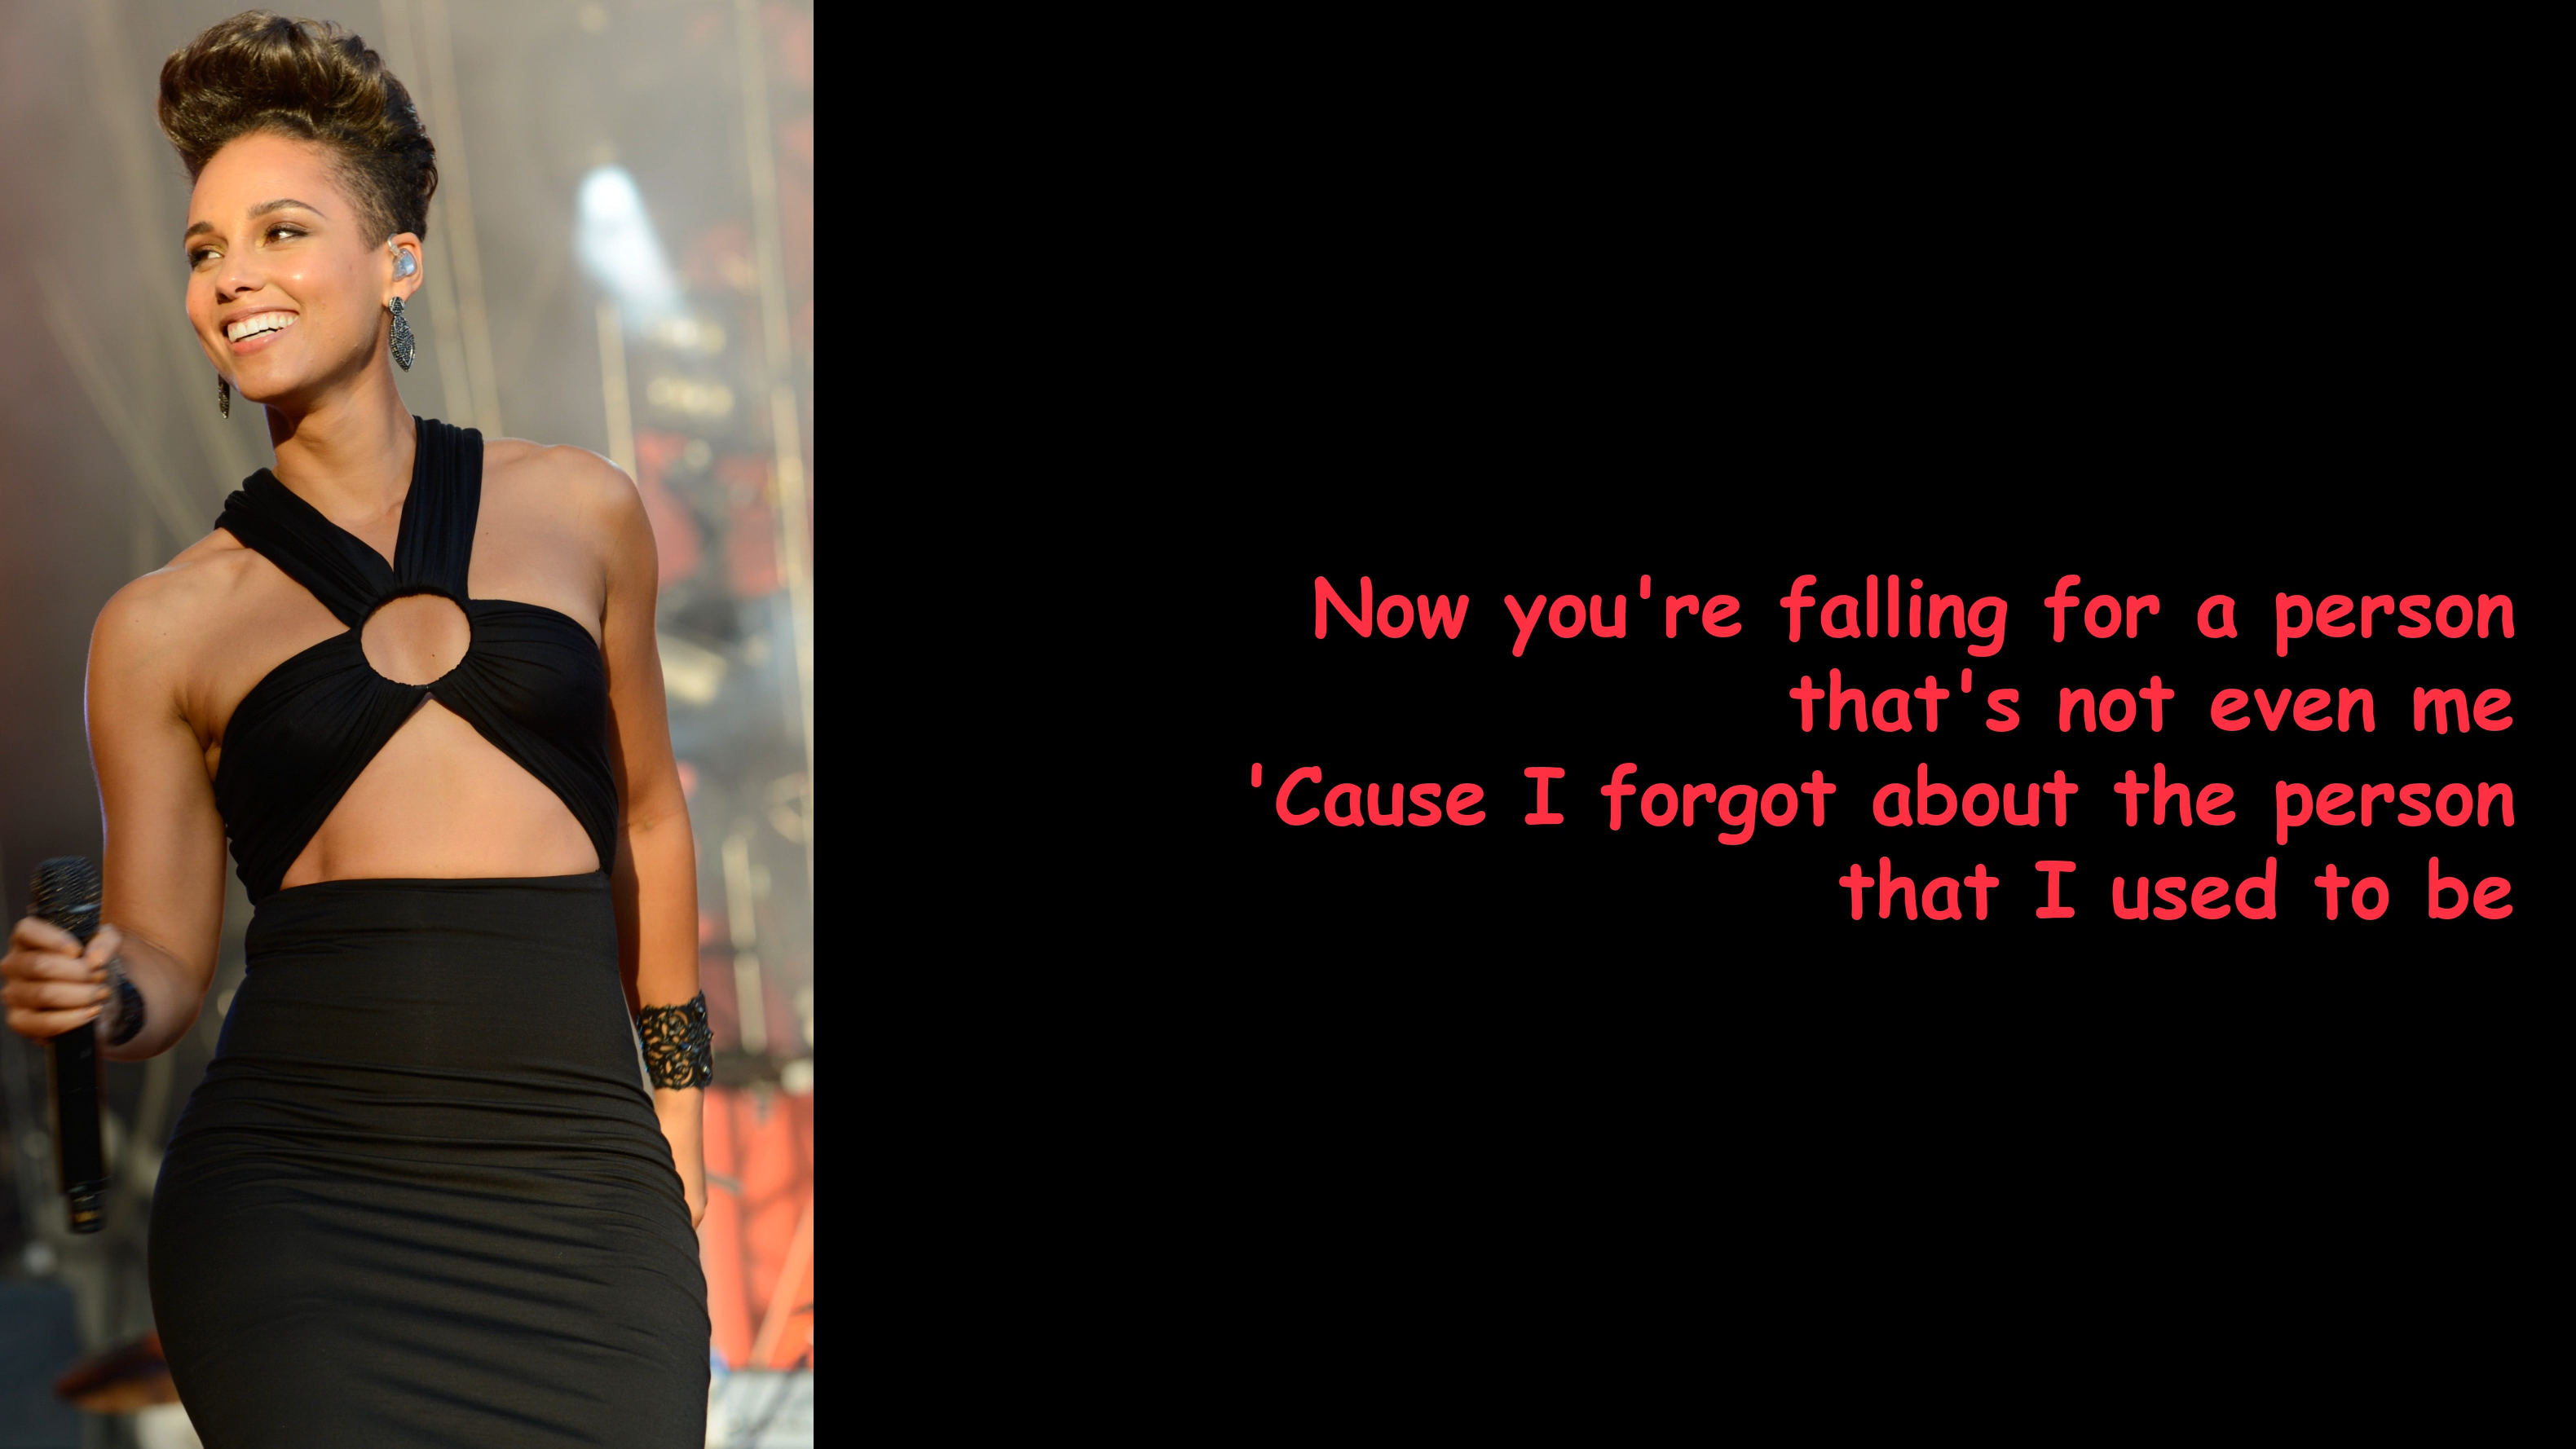 Now you're falling for a person
that's not even me
'Cause I forgot about the person
that I used to be